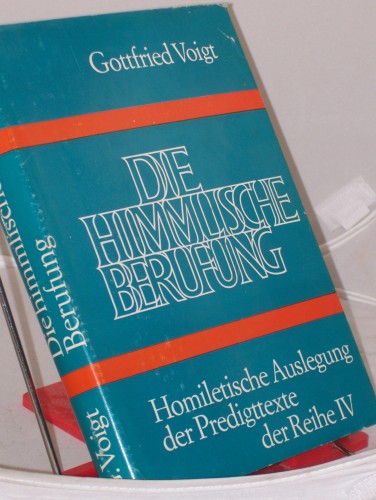 Gottfried Voigt
DIE
HIMMLISCHE
BERUFUNG
Homiletische Auslegung
der Predigttexte
der Reihe IV
Die himmlische
Berufung
Voigt